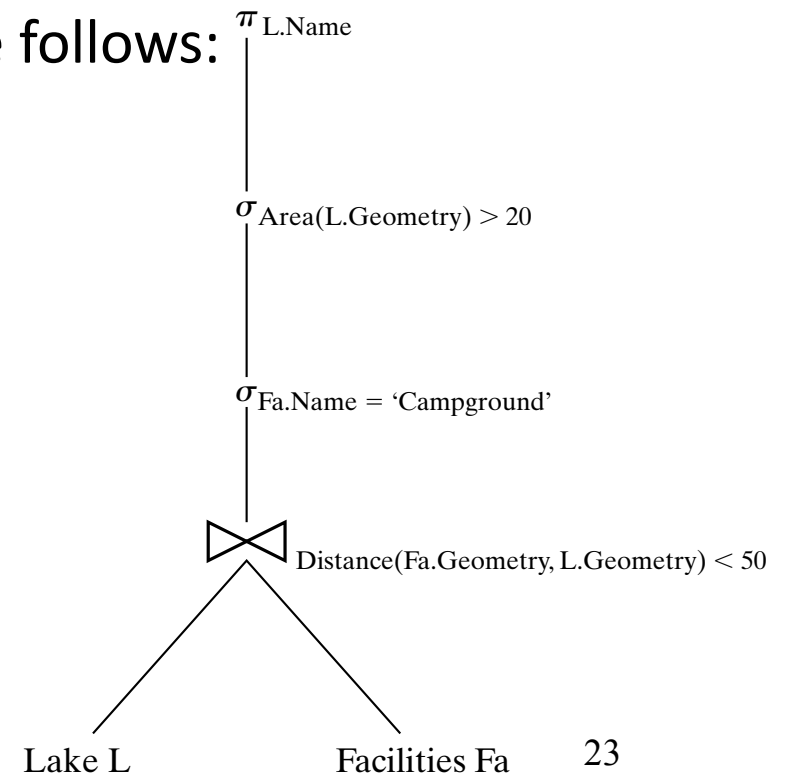 e follows:
π L.Name
σ Area(L.Geometry) > 20
σ Fa.Name = ‘Campground’
Distance(Fa.Geometry, L.Geometry) < 50
Lake L
Facilities Fa
23